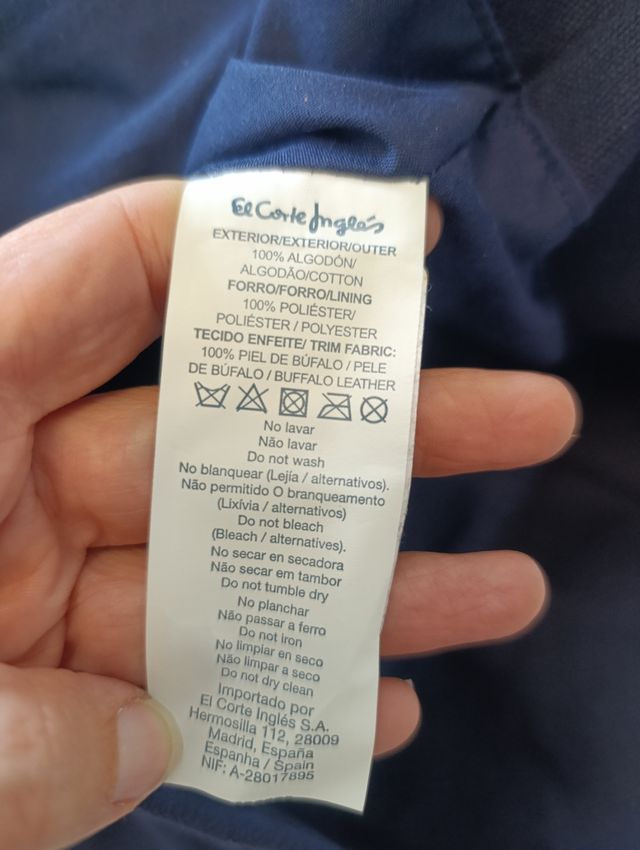 El Corte Inglés
EXTERIOR/EXTERIOR/OUTER
100% ALGODÓN/
ALGODÃO/COTTON
FORRO/FORRO/LINING
100% POLIÉSTER/
POLIÉSTER / POLYESTER
TECIDO ENFEITE/ TRIM FABRIC:
100% PIEL DE BÚFALO / PELE
DE BÚFALO / BUFFALO LEATHER
No lavar
Não lavar
Do not wash
No blanquear (Lejía / alternativos).
Não permitido O branqueamento
(Lixívia / alternativos)
Do not bleach
(Bleach / alternatives).
No secar en secadora
Não secar em tambor
Do not tumble dry
No planchar
Não passar a ferro
Do not iron
No limpiar en seco
Não limpar a seco
Do not dry clean
Importado por
El Corte Inglés S.A.
Hermosilla 112, 28009
Madrid, España
Espanha / Spain
NIF: A-28017895